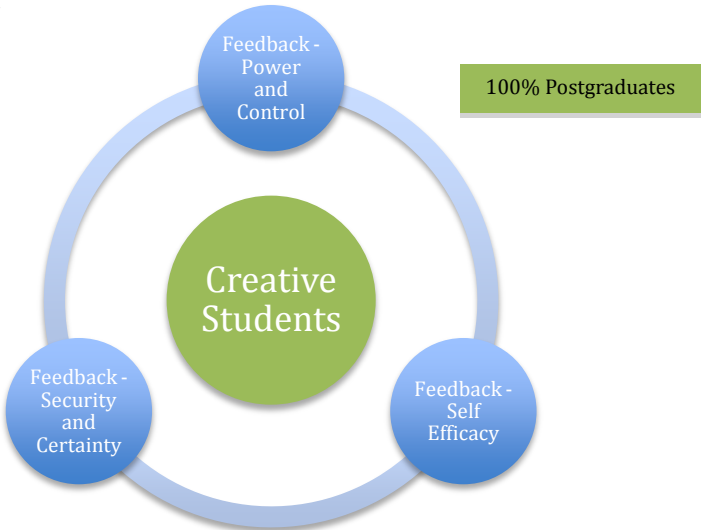 Feedback -
Power
and
Control
100% Postgraduates
Creative
Students
Feedback -
Security
and
Certainty
Feedback -
Self
Efficacy